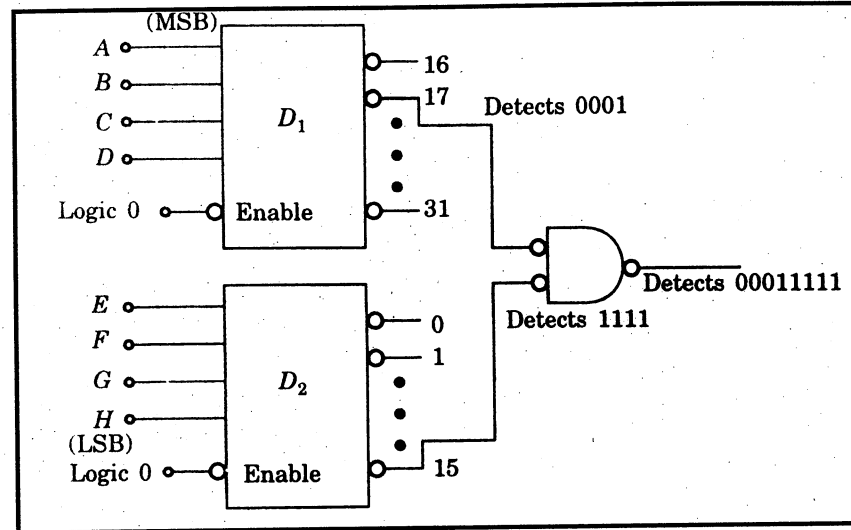 (MSB)
A
B
C
D
Logic 0
D1
Enable
16
17
31
Detects 0001
Detects 00011111
Detects 1111
E
F
G
H
(LSB)
Logic 0
D2
Enable
0
1
15